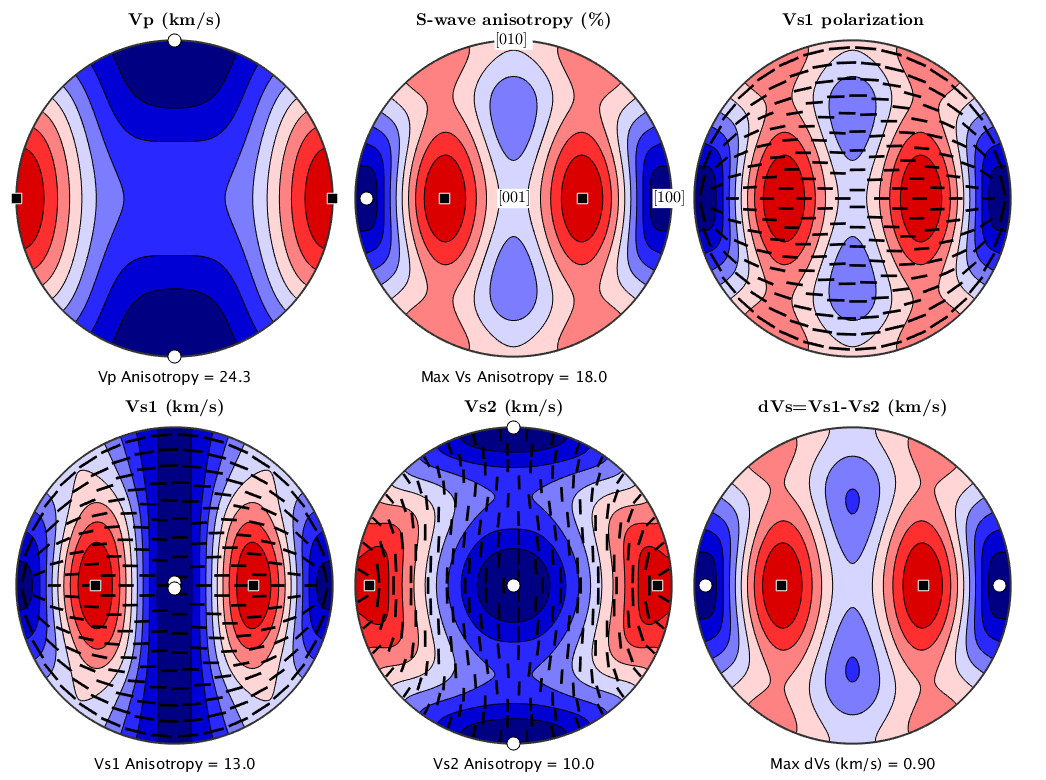 Vp (km/s)
S-wave anisotropy (%)
Vs1 polarization
[010]
[001]
[100]
Vp Anisotropy = 24.3
Max Vs Anisotropy = 18.0
Vs1 (km/s)
Vs2 (km/s)
dVs=Vs1-Vs2 (km/s)
Vs1 Anisotropy = 13.0
Vs2 Anisotropy = 10.0
Max dVs (km/s) = 0.90